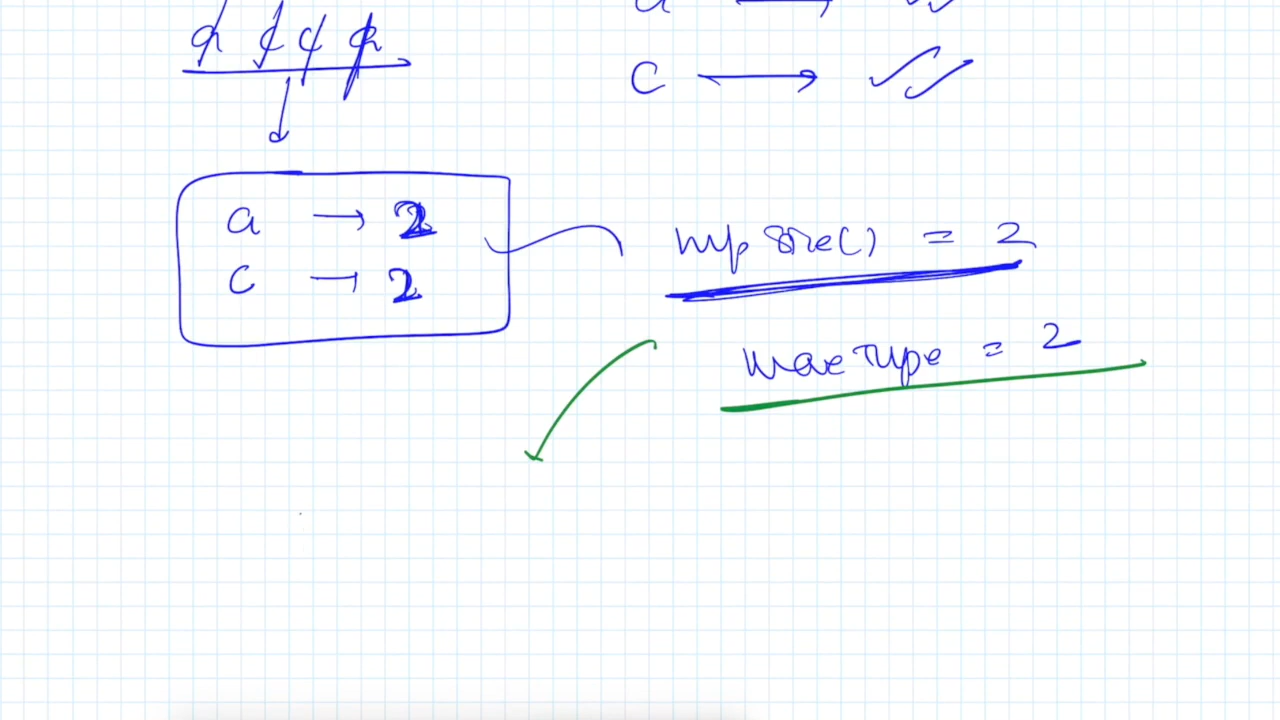 a c c a
c →
a → 2
c → 2
mp size() = 2
maxType = 2